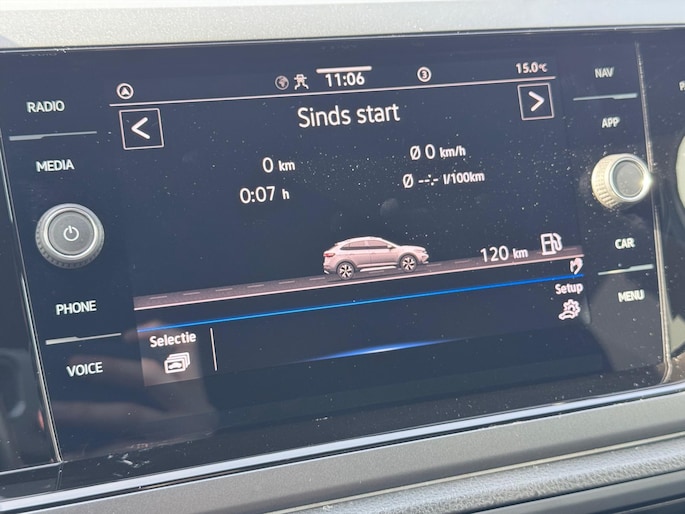 11:06
3
15.0°C
Sinds start
0 km
Ø 0 km/h
0:07 h
Ø --.- l/100km
120 km
Setup
Selectie
RADIO
MEDIA
PHONE
VOICE
NAV
APP
CAR
MENU